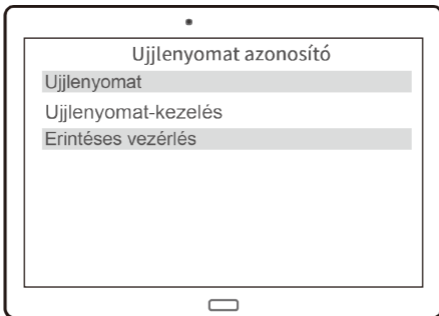 Ujjlenyomat azonosító
Ujjlenyomat
Ujjlenyomat-kezelés
Erintéses vezérlés